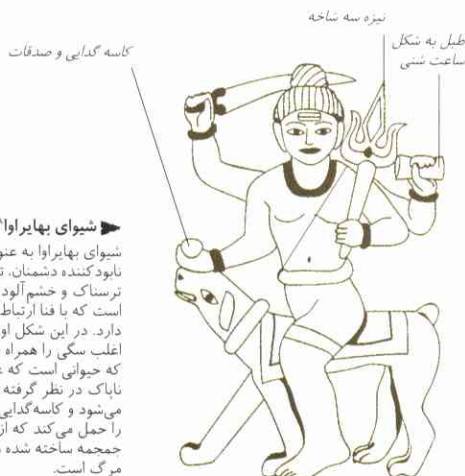 نیزه سه شاخه
طبل به شکل
ساعت شنی
کاسه گدایی و صدقات
شیوای بهایراوا
شیوای بهایراوا به
نابودکننده دشمنان،
ترسناک و خشم‌آلود
است که با فنا ارتباط
دارد. در این شکل او
اغلب سگی را همراه
که حیوانی است که
ناپاک در نظر گرفته
می‌شود و کاسه‌گدایی
را حمل می‌کند که از
جمجمه ساخته شده
مرگ است.